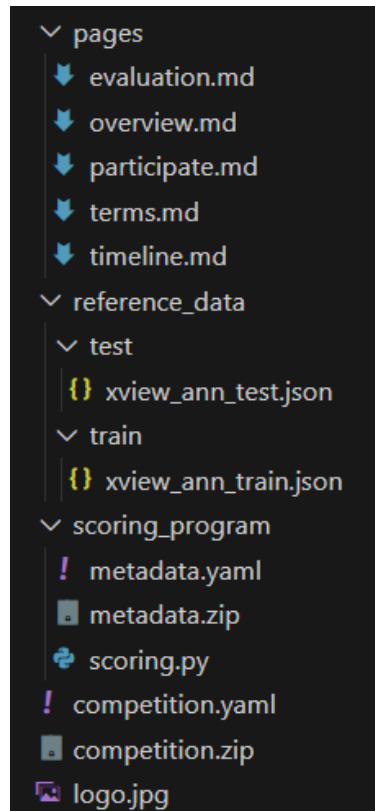 pages
evaluation.md
overview.md
participate.md
terms.md
timeline.md
reference_data
test
{} xview_ann_test.json
train
{} xview_ann_train.json
scoring_program
! metadata.yaml
metadata.zip
scoring.py
! competition.yaml
competition.zip
logo.jpg